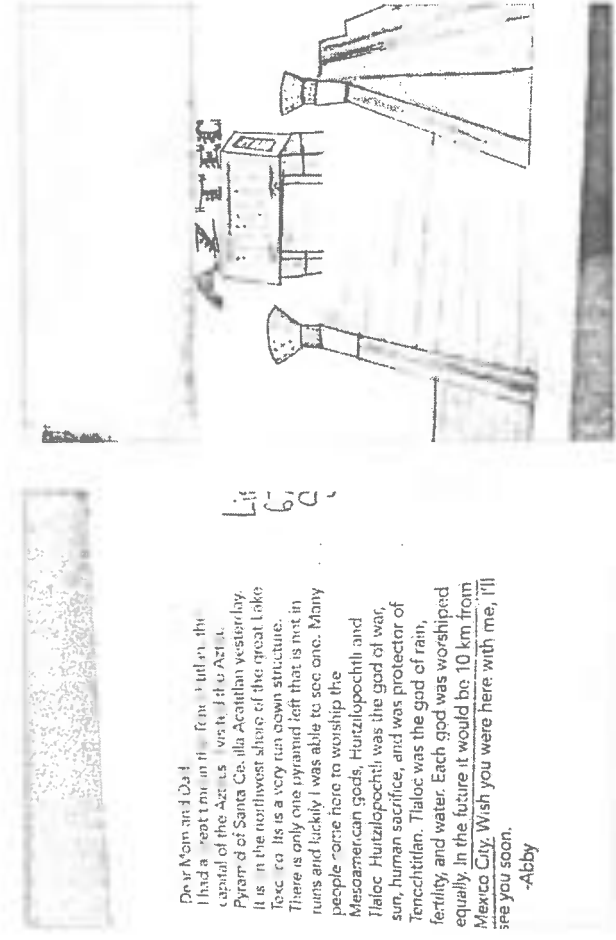 AZTEC
Dear Mom and Dad
I had a great time in the
capital of the Aztecs. I visited the Aztec
Pyramid of Santa Cecilia Acatitlan yesterday.
It is in the northwest shore of the great Lake
Texcoco. Its is a very run down structure.
There is only one pyramid left that is not in
ruins and luckily I was able to see one. Many
people come here to worship the
Mesoamerican gods, Huitzilopochtli and
Tlaloc. Huitzilopochtli was the god of war,
sun, human sacrifice, and was protector of
Tenochtitlan. Tlaloc was the god of rain,
fertility, and water. Each god was worshiped
equally. In the future it would be 10 km from
Mexico City. Wish you were here with me, I'll
see you soon.
-Abby